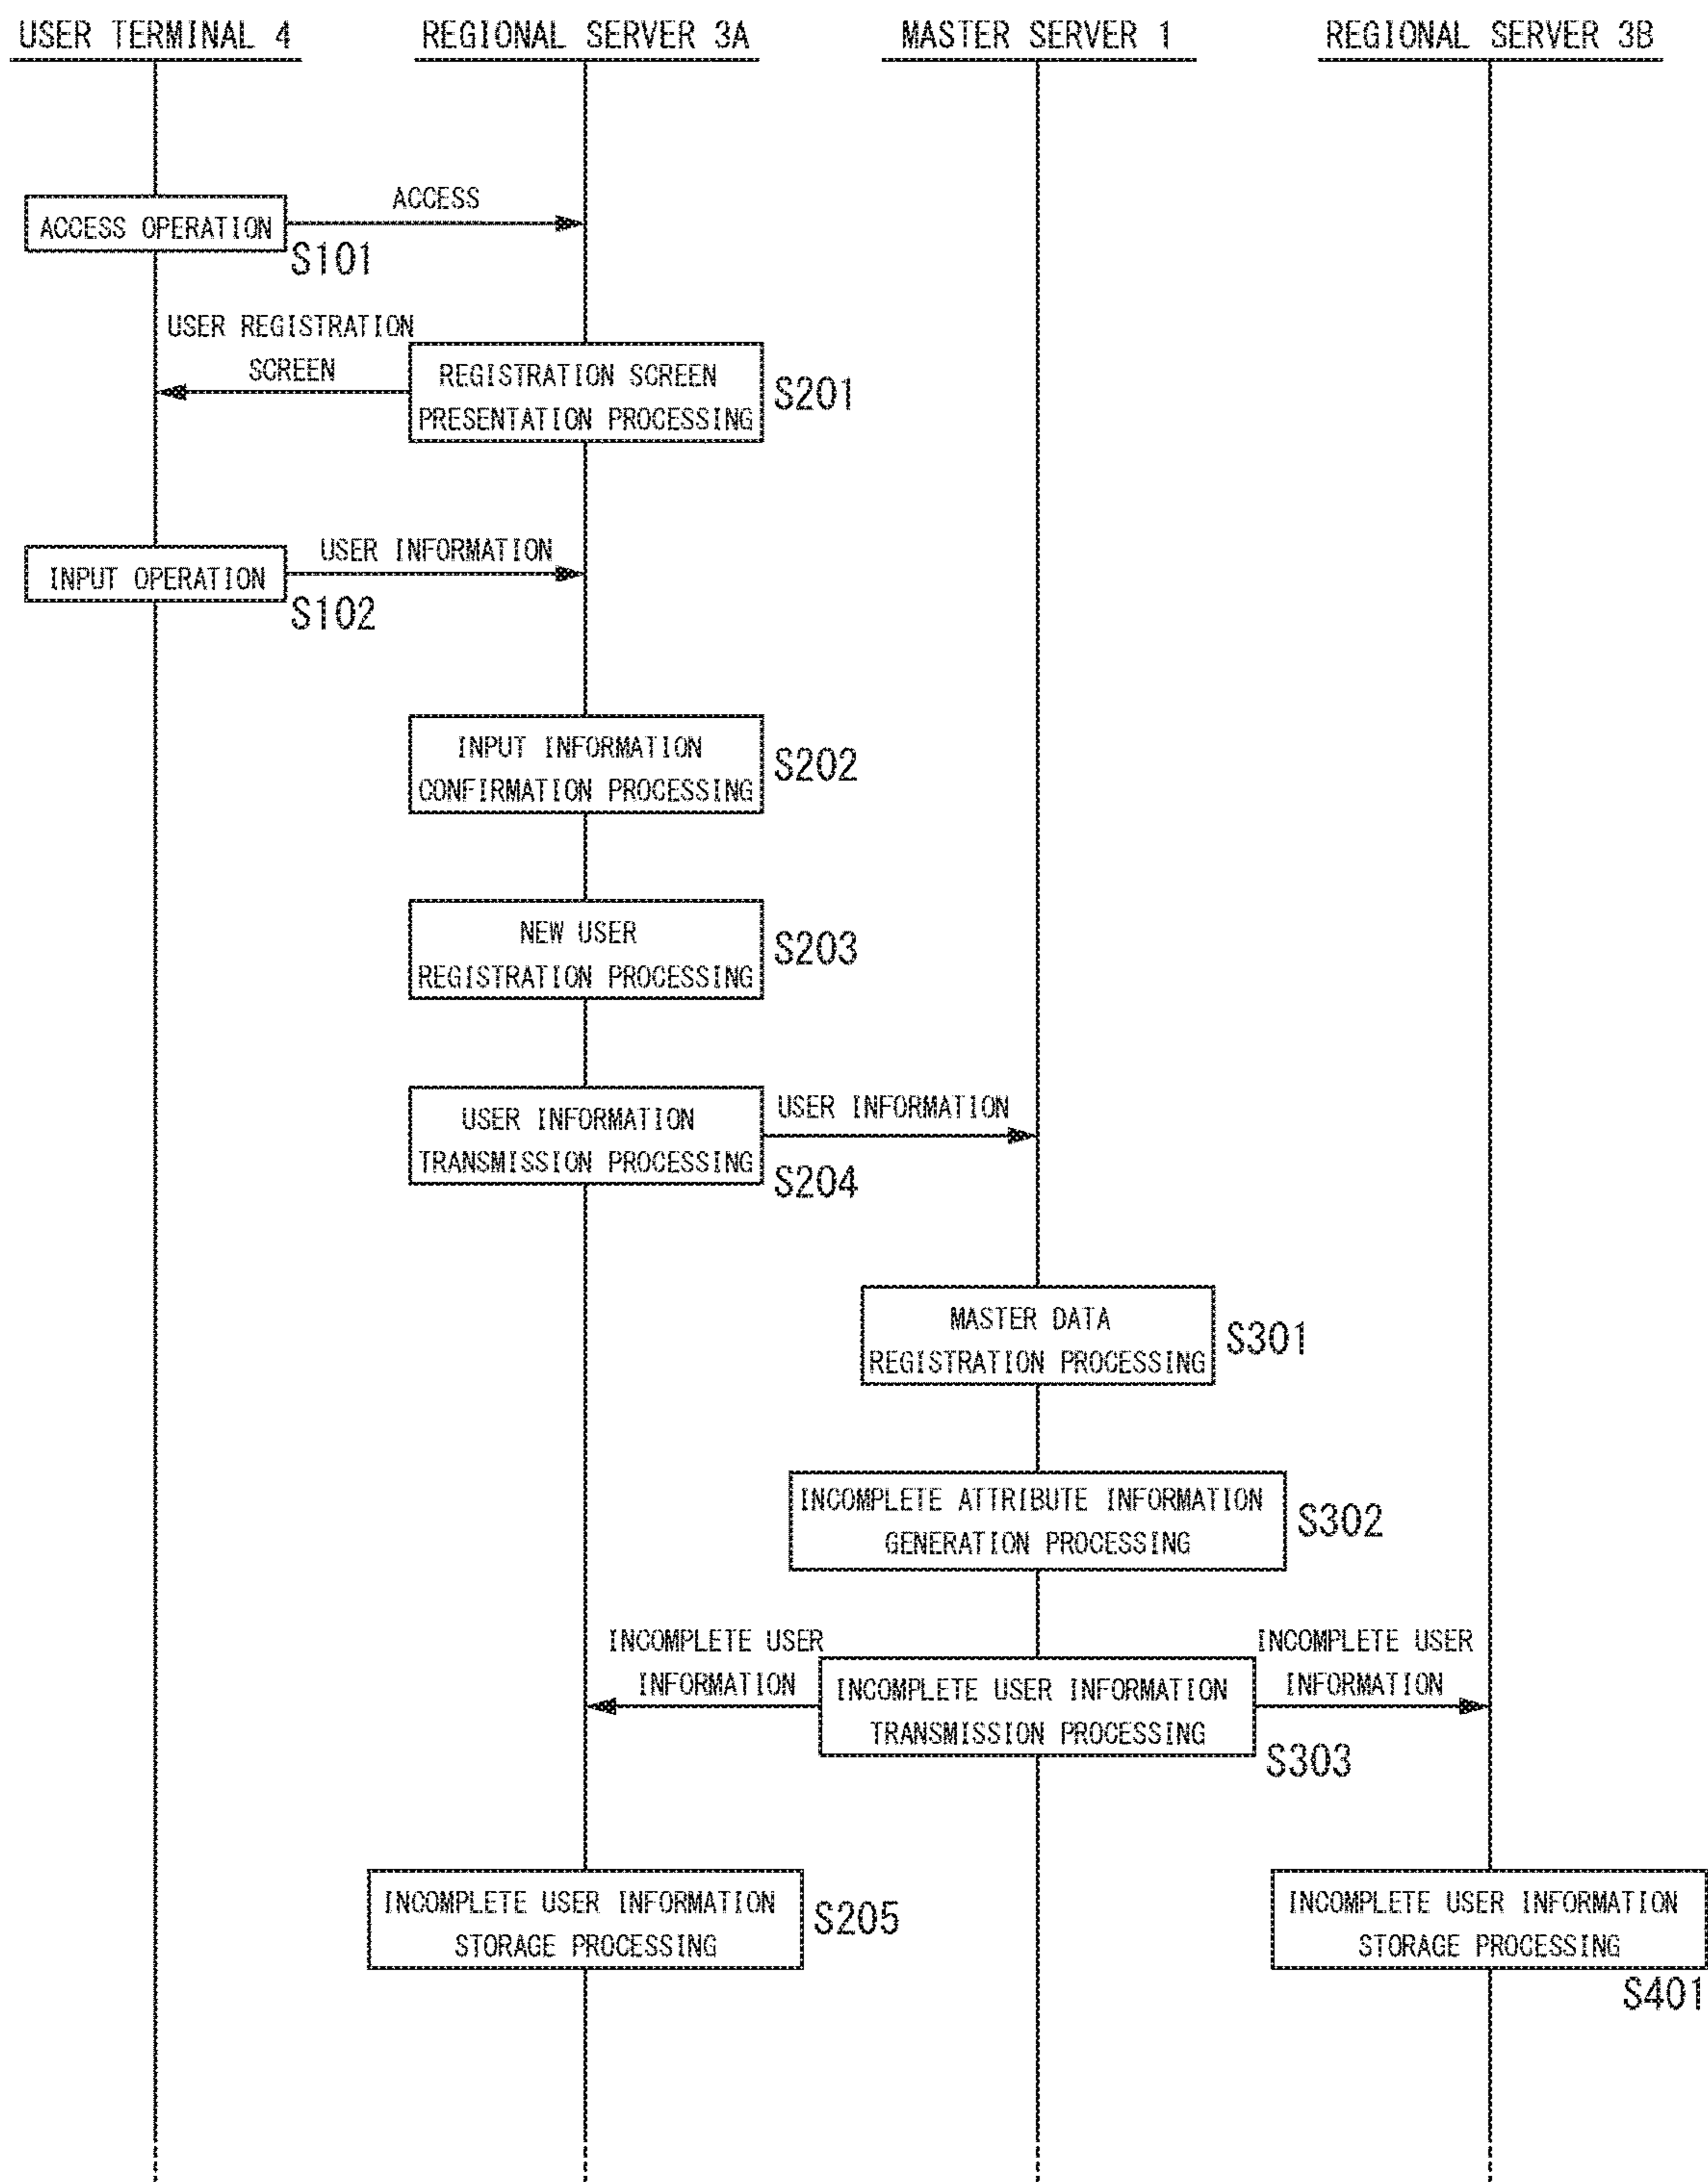 USER TERMINAL 4
REGIONAL SERVER 3A
MASTER SERVER 1
REGIONAL SERVER 3B
ACCESS OPERATION
S101
ACCESS
USER REGISTRATION
SCREEN
REGISTRATION SCREEN
PRESENTATION PROCESSING
S201
INPUT OPERATION
S102
USER INFORMATION
INPUT INFORMATION
CONFIRMATION PROCESSING
S202
NEW USER
REGISTRATION PROCESSING
S203
USER INFORMATION
TRANSMISSION PROCESSING
S204
USER INFORMATION
MASTER DATA
REGISTRATION PROCESSING
S301
INCOMPLETE ATTRIBUTE INFORMATION
GENERATION PROCESSING
S302
INCOMPLETE USER
INFORMATION
INCOMPLETE USER INFORMATION
TRANSMISSION PROCESSING
S303
INCOMPLETE USER
INFORMATION
INCOMPLETE USER INFORMATION
STORAGE PROCESSING
S205
INCOMPLETE USER INFORMATION
STORAGE PROCESSING
S401